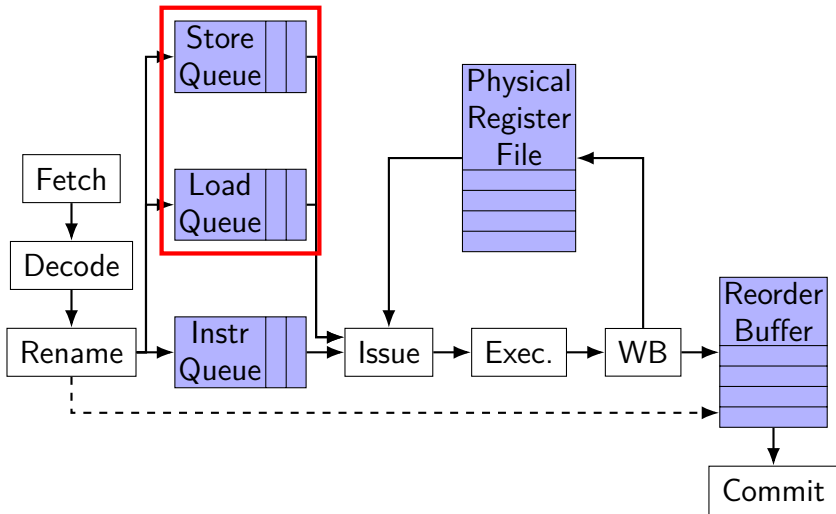 Store
Queue
Physical
Register
File
Fetch
Load
Queue
Decode
Reorder
Buffer
Instr
Queue
Rename
Issue
Exec.
WB
Commit